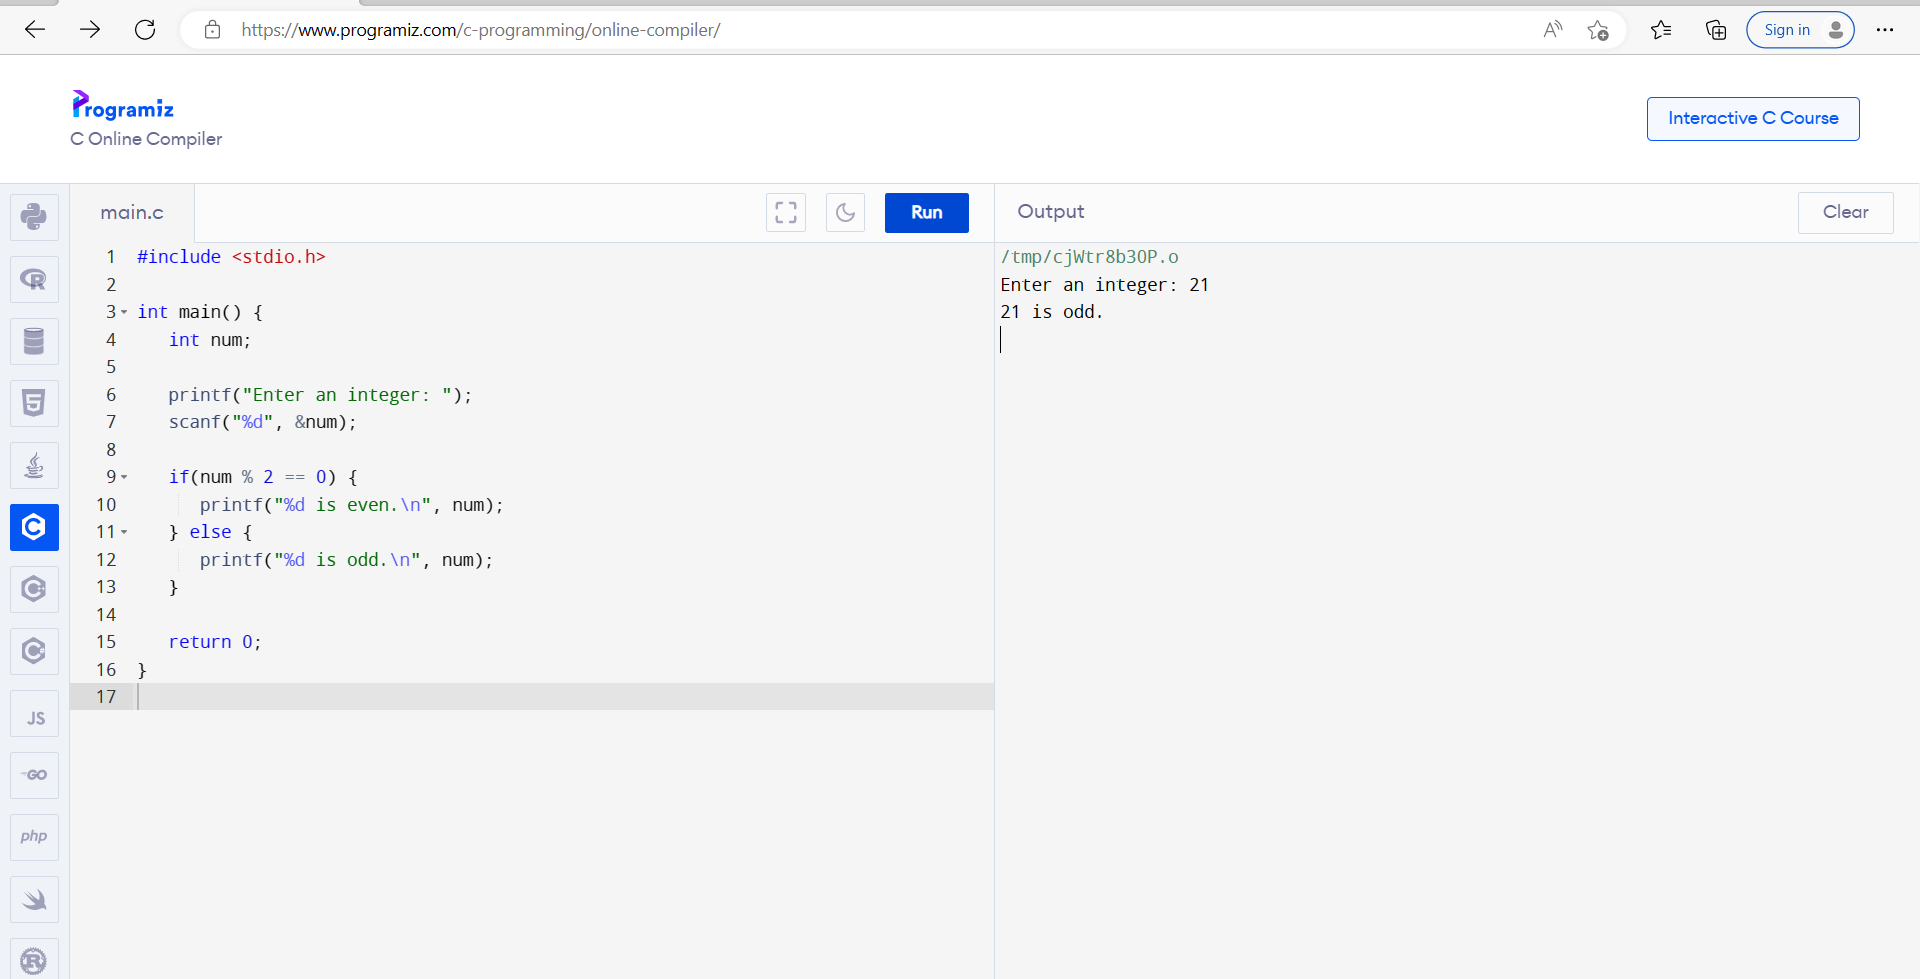 https://www.programiz.com/c-programming/online-compiler/
Sign in
Programiz
C Online Compiler
Interactive C Course
main.c
Run
Output
Clear
1 #include <stdio.h>
2
3 int main() {
4    int num;
5
6    printf("Enter an integer: ");
7    scanf("%d", &num);
8
9    if(num % 2 == 0) {
10       printf("%d is even.\n", num);
11    } else {
12       printf("%d is odd.\n", num);
13    }
14
15    return 0;
16 }
17
/tmp/cjWtr8b3OP.o
Enter an integer: 21
21 is odd.
JS
GO
php